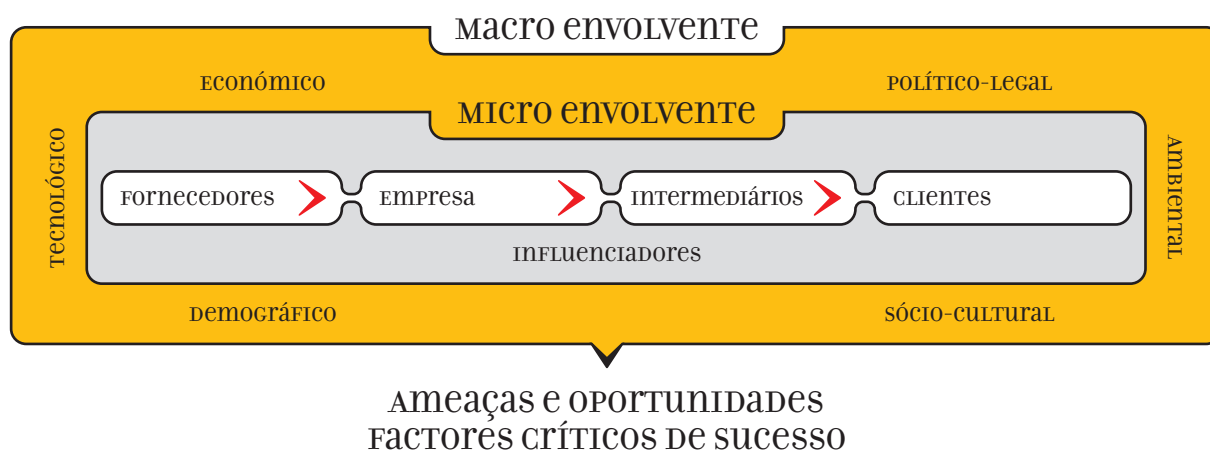 Macro envolvente
Económico
Político-Legal
Micro envolvente
Tecnológico
Ambiental
Fornecedores
Empresa
Intermediários
Clientes
Influenciadores
Demográfico
Sócio-cultural
Ameaças e oportunidades
Factores críticos de sucesso